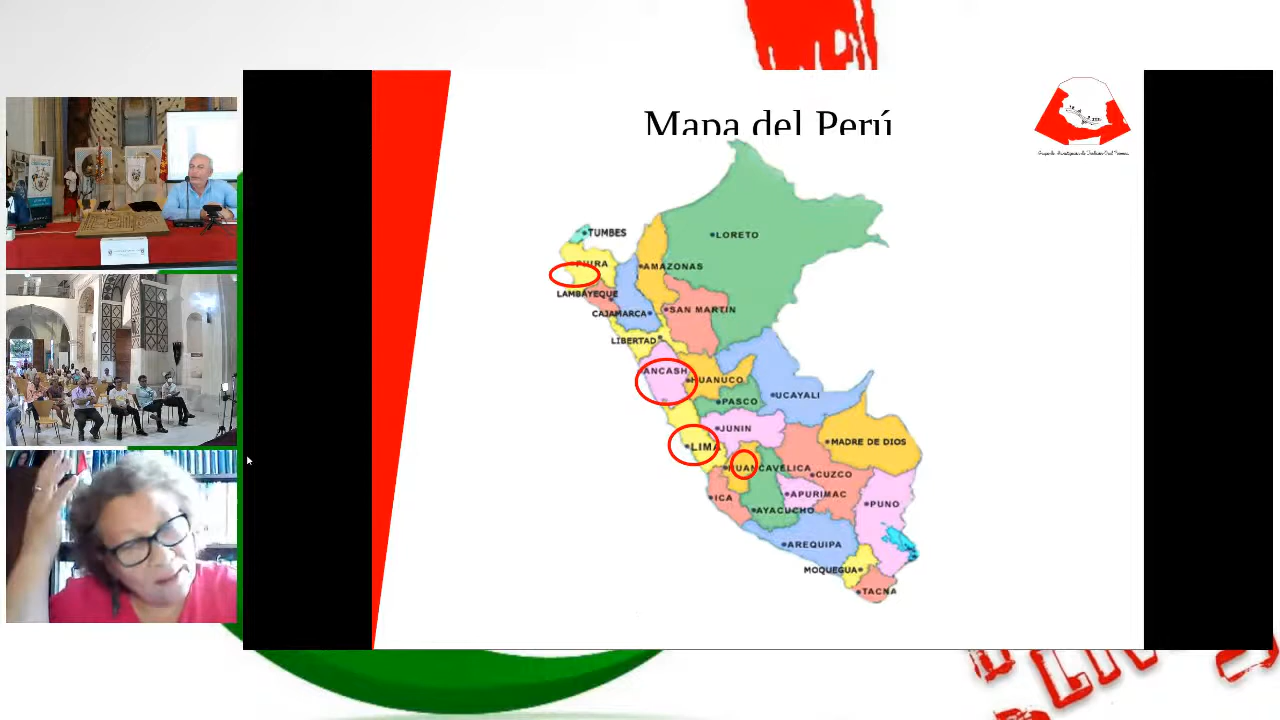 Mapa del Perú
TUMBES
LORETO
PIURA
AMAZONAS
LAMBAYEQUE
SAN MARTIN
CAJAMARCA
LIBERTAD
ANCASH
HUANUCO
UCAYALI
PASCO
JUNIN
MADRE DE DIOS
LIMA
HUANCAVELICA
CUZCO
ICA
APURIMAC
PUNO
AYACUCHO
AREQUIPA
MOQUEGUA
TACNA